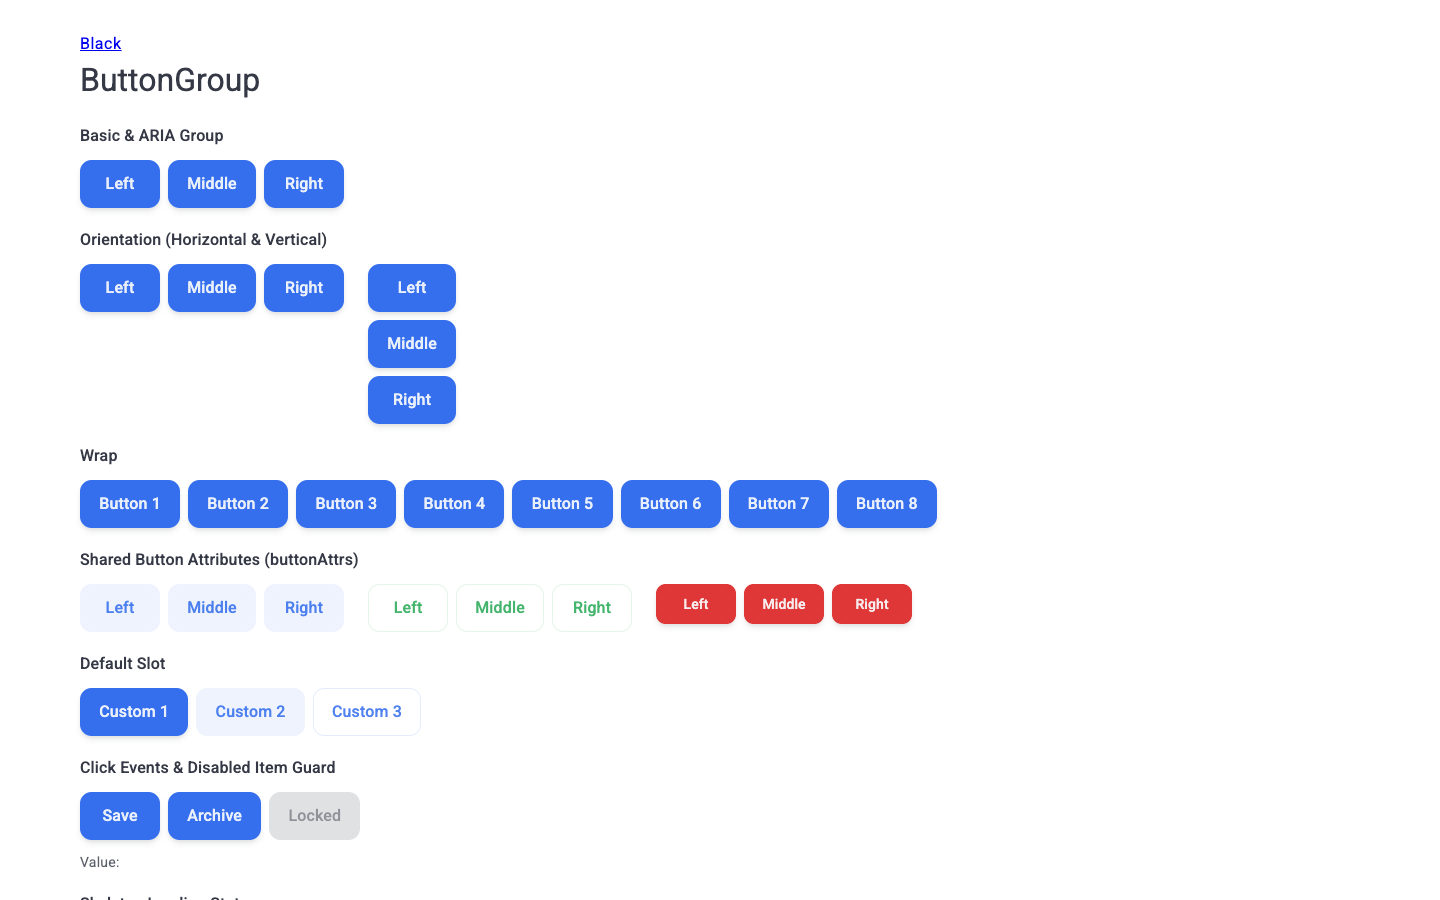 Black
ButtonGroup
Basic & ARIA Group
Left Middle Right
Orientation (Horizontal & Vertical)
Left Middle Right Left
Middle
Right
Wrap
Button 1 Button 2 Button 3 Button 4 Button 5 Button 6 Button 7 Button 8
Shared Button Attributes (buttonAttrs)
Left Middle Right Left Middle Right Left Middle Right
Default Slot
Custom 1 Custom 2 Custom 3
Click Events & Disabled Item Guard
Save Archive Locked
Value: